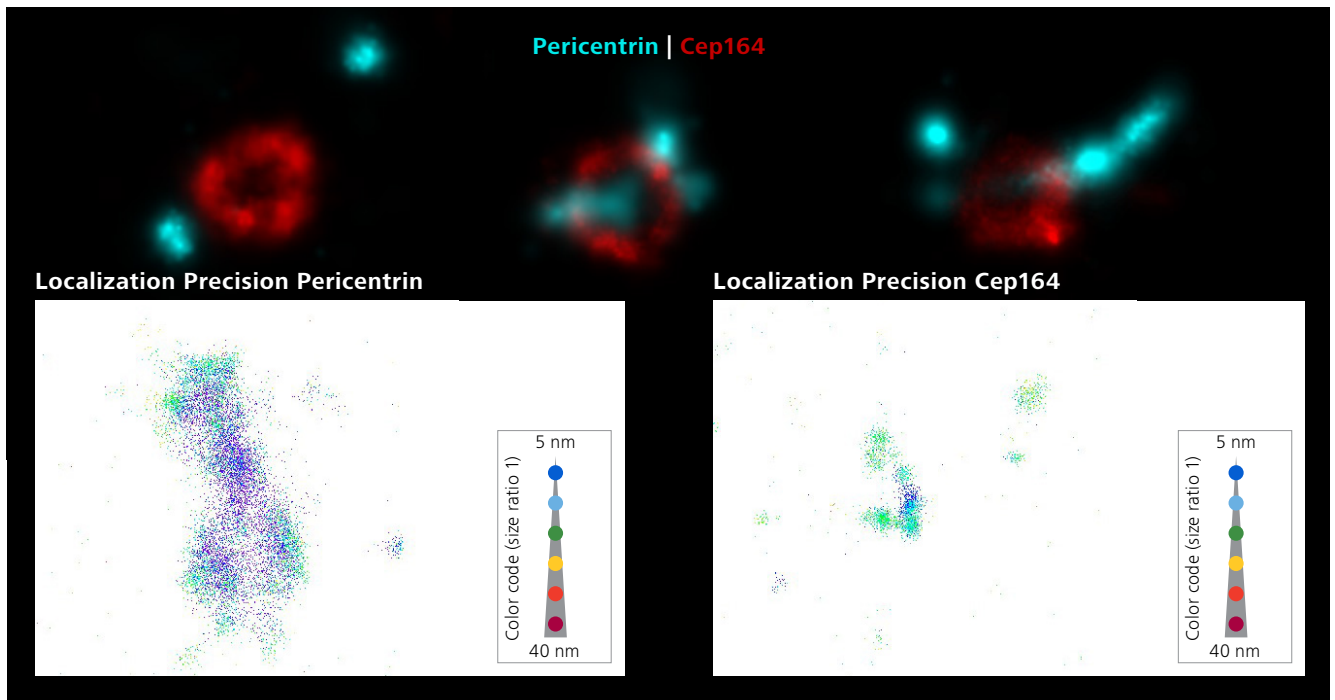 Pericentrin | Cep164
Localization Precision Pericentrin
Localization Precision Cep164
5 nm
Color code (size ratio 1)
40 nm
5 nm
Color code (size ratio 1)
40 nm